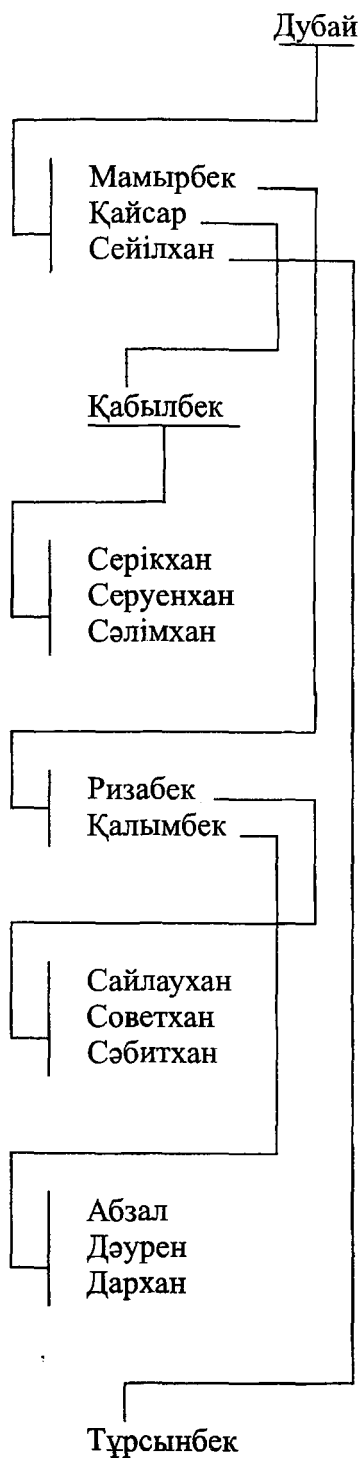 Дубай
Мамырбек
Қайсар
Сейілхан
Қабылбек
Серікхан
Серуенхан
Сәлімхан
Ризабек
Қалымбек
Сайлаухан
Советхан
Сәбитхан
Абзал
Дәурен
Дархан
Тұрсынбек